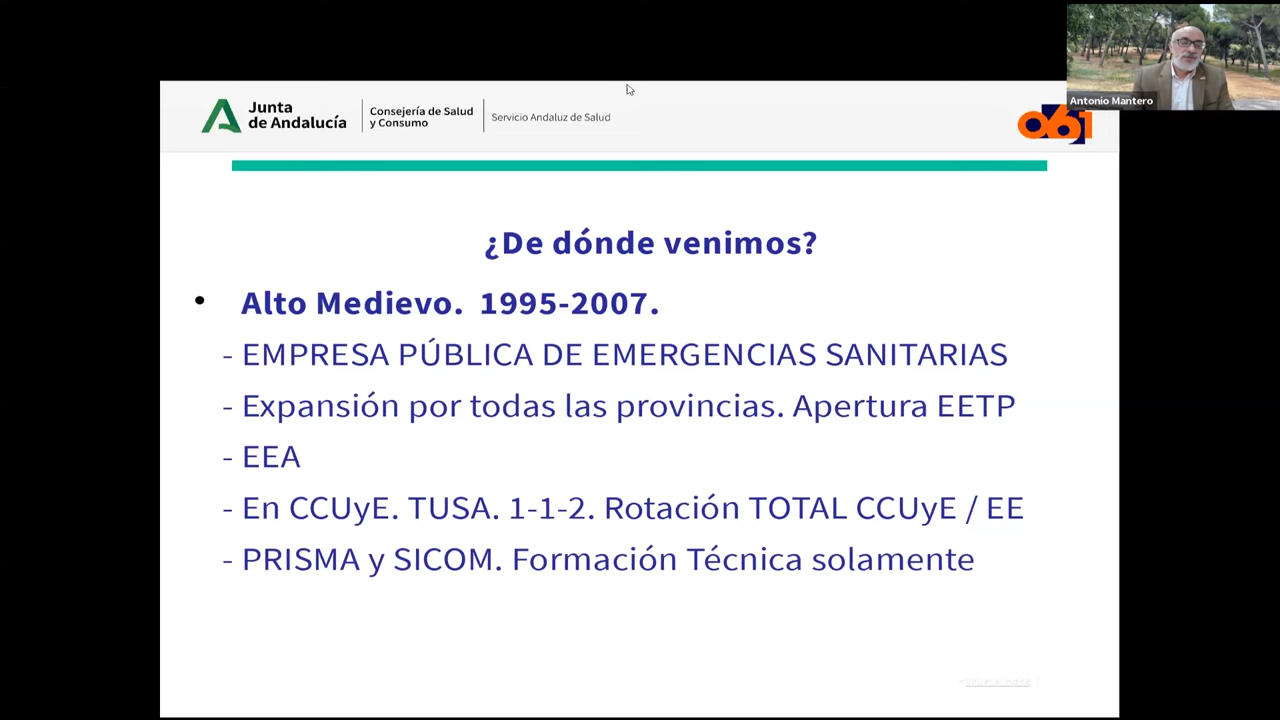 Junta
de Andalucía
Consejería de Salud
y Consumo
Servicio Andaluz de Salud
Antonio Mantero
061
¿De dónde venimos?
• Alto Medievo. 1995-2007.
- EMPRESA PÚBLICA DE EMERGENCIAS SANITARIAS
- Expansión por todas las provincias. Apertura EETP
- EEA
- En CCUyE. TUSA. 1-1-2. Rotación TOTAL CCUyE / EE
- PRISMA y SICOM. Formación Técnica solamente